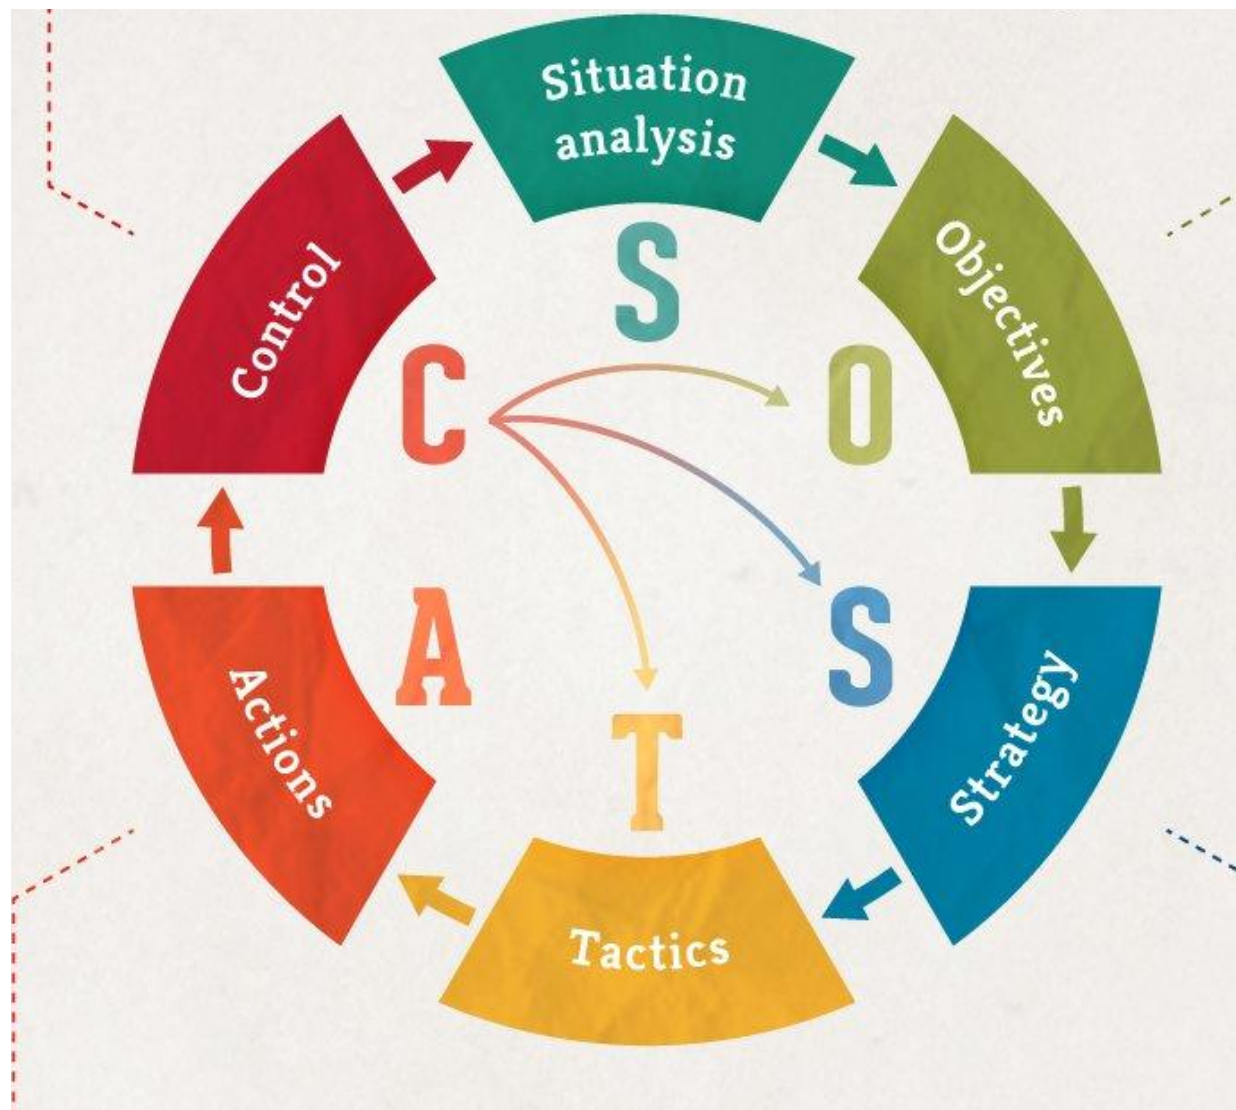 Situation
analysis
Objectives
Strategy
Tactics
Actions
Control
S
O
S
T
A
C